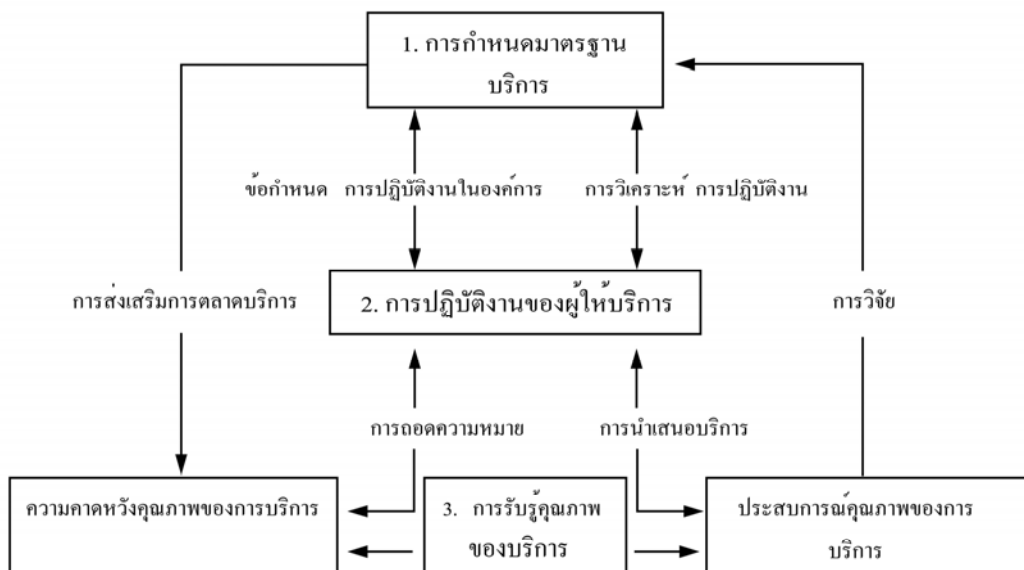 1. การกำหนดมาตรฐาน
บริการ
ข้อกำหนด การปฏิบัติงานในองค์การ
การวิเคราะห์ การปฏิบัติงาน
การส่งเสริมการตลาดบริการ
2. การปฏิบัติงานของผู้ให้บริการ
การวิจัย
การถอดความหมาย
การนำเสนอบริการ
ความคาดหวังคุณภาพของการบริการ
3. การรับรู้คุณภาพ
ของบริการ
ประสบการณ์คุณภาพของการ
บริการ